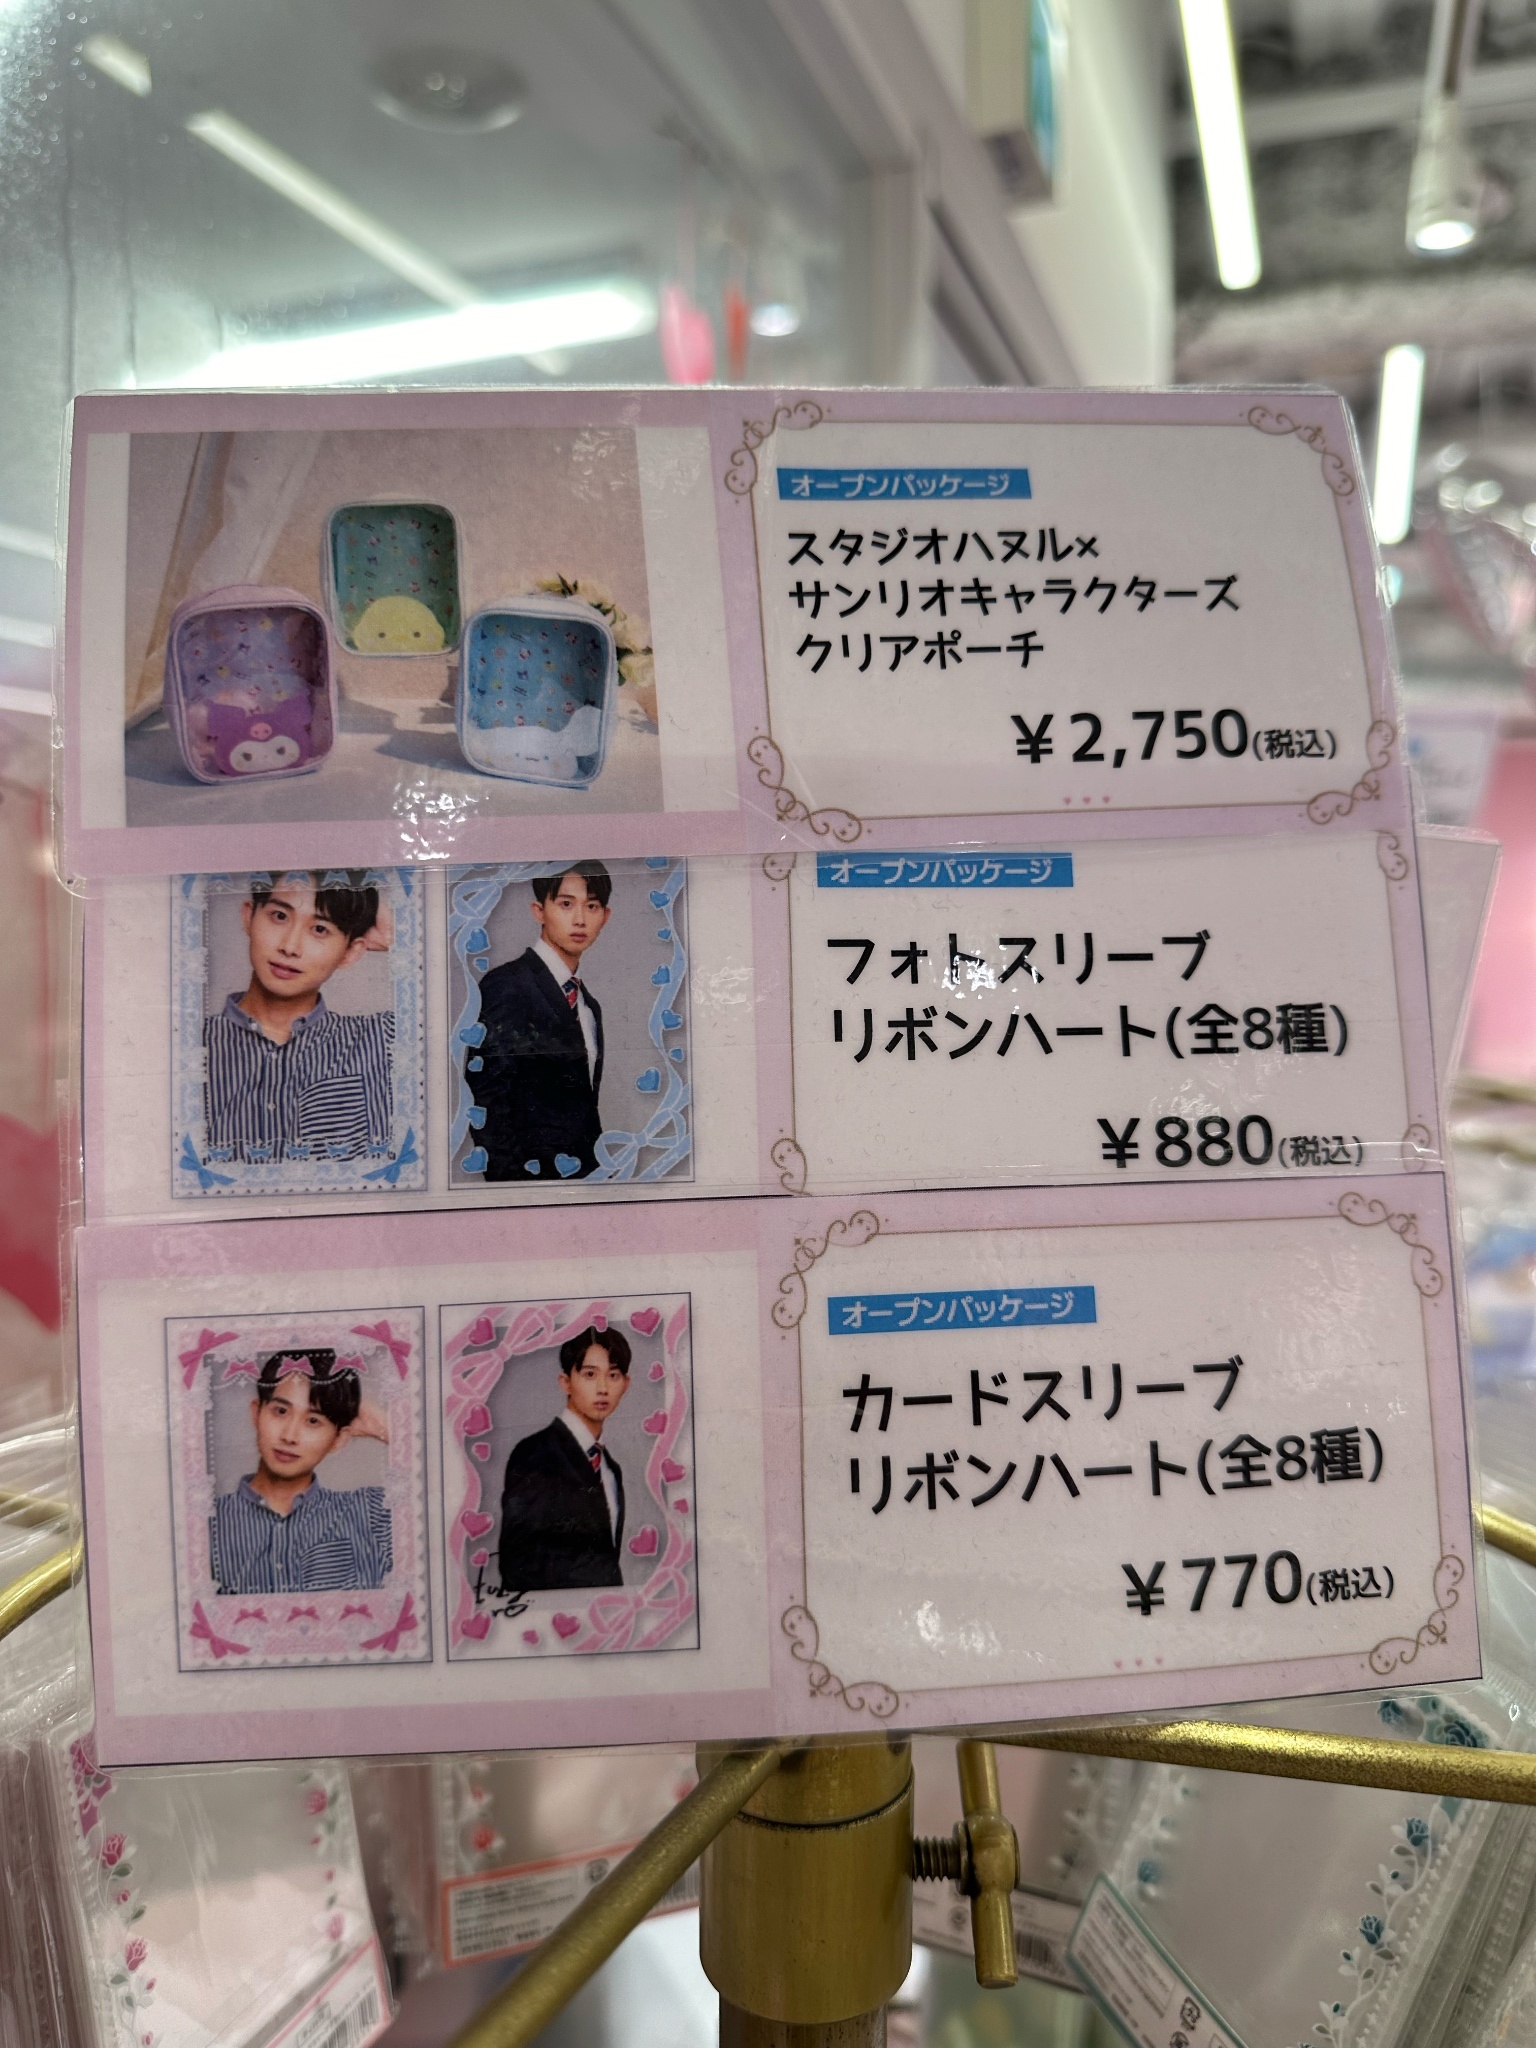 オープンパッケージ
スタジオハヌル×
サンリオキャラクターズ
クリアポーチ
¥2,750(税込)
オープンパッケージ
フォトスリーブ
リボンハート(全8種)
¥880(税込)
オープンパッケージ
カードスリーブ
リボンハート(全8種)
¥770(税込)